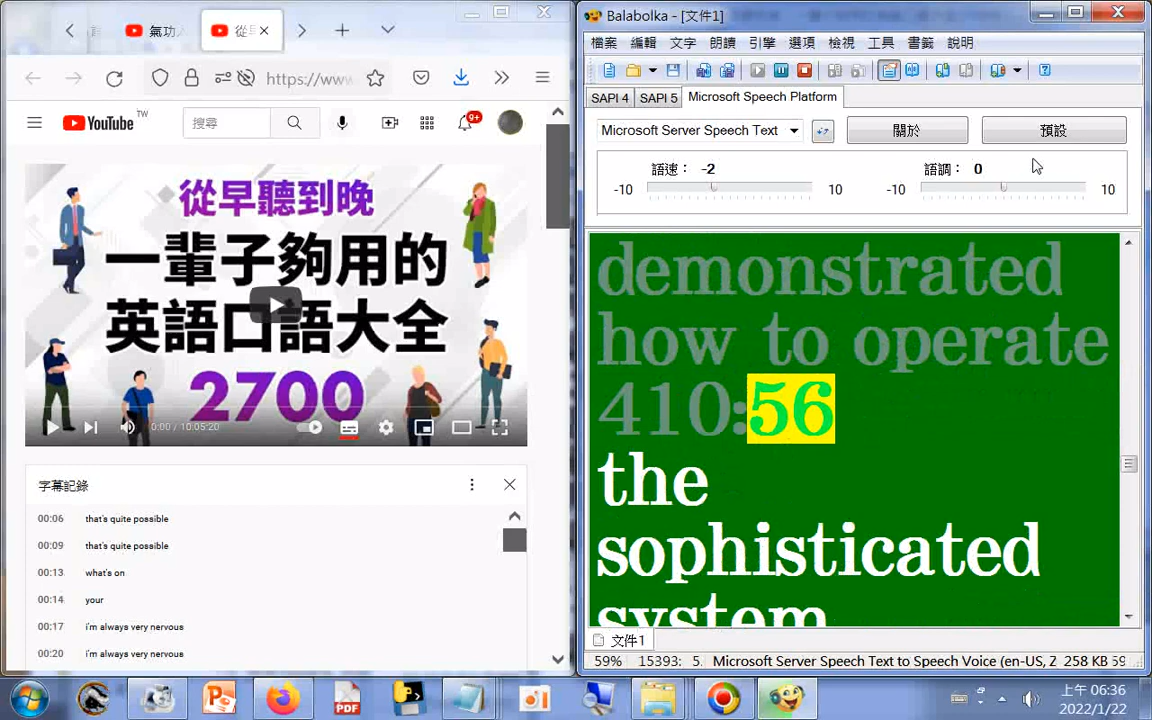 氣功
從
https://www
YouTube TW
搜尋
9+
從早聽到晚
一輩子夠用的
英語口語大全
2700
0:00 / 10:05:20
字幕記錄
00:06 that's quite possible
00:09 that's quite possible
00:13 what's on
00:14 your
00:17 i'm always very nervous
00:20 i'm always very nervous
Balabolka - [文件1]
檔案 編輯 文字 朗讀 引擎 選項 檢視 工具 書籤 說明
SAPI 4 SAPI 5 Microsoft Speech Platform
Microsoft Server Speech Text 關於 預設
語速： -2 語調： 0
-10 10 -10 10
demonstrated
how to operate
410:56
the
sophisticated
system
文件1
59% 15393: 5. Microsoft Server Speech Text to Speech Voice (en-US, Z 258 KB 59
PDF
上午 06:36
2022/1/22